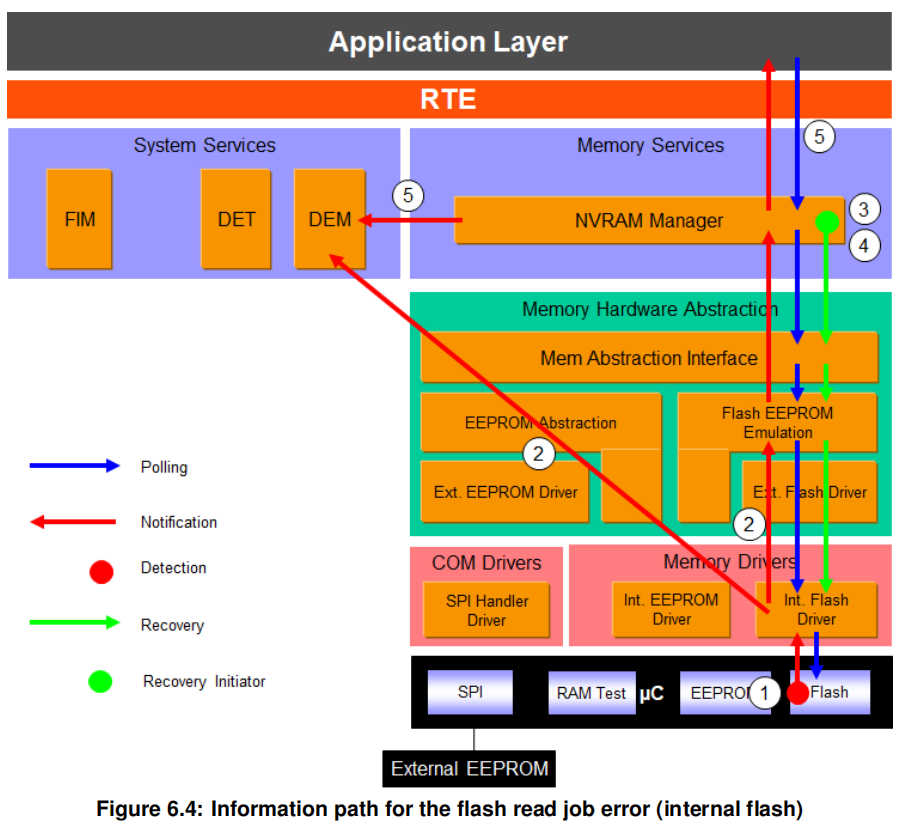 Application Layer
RTE
System Services
Memory Services
5
FIM
DET
DEM
5
NVRAM Manager
3
4
Memory Hardware Abstraction
Mem Abstraction Interface
EEPROM Abstraction
Flash EEPROM
Emulation
2
Ext. EEPROM Driver
Ext. Flash Driver
2
Polling
Notification
Detection
Recovery
Recovery Initiator
COM Drivers
Memory Drivers
SPI Handler
Driver
Int. EEPROM
Driver
Int. Flash
Driver
SPI
RAM Test
µC
EEPROM
1
Flash
External EEPROM
Figure 6.4: Information path for the flash read job error (internal flash)